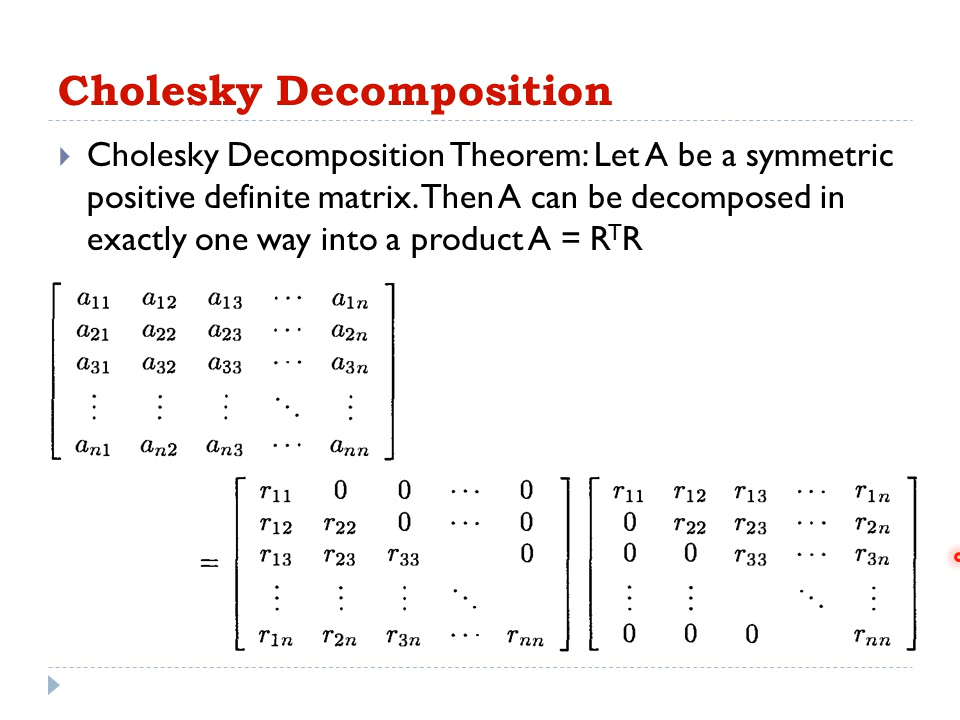 Cholesky Decomposition
Cholesky Decomposition Theorem: Let A be a symmetric
positive definite matrix. Then A can be decomposed in
exactly one way into a product A = RᵀR
a₁₁ a₁₂ a₁₃ ⋯ a₁ₙ
a₂₁ a₂₂ a₂₃ ⋯ a₂ₙ
a₃₁ a₃₂ a₃₃ ⋯ a₃ₙ
⋮ ⋮ ⋮ ⋱ ⋮
aₙ₁ aₙ₂ aₙ₃ ⋯ aₙₙ
r₁₁ 0 0 ⋯ 0 r₁₁ r₁₂ r₁₃ ⋯ r₁ₙ
r₁₂ r₂₂ 0 ⋯ 0 0 r₂₂ r₂₃ ⋯ r₂ₙ
= r₁₃ r₂₃ r₃₃ 0 0 0 r₃₃ ⋯ r₃ₙ
⋮ ⋮ ⋮ ⋱ ⋮ ⋮ ⋱ ⋮
r₁ₙ r₂ₙ r₃ₙ ⋯ rₙₙ 0 0 0 rₙₙ